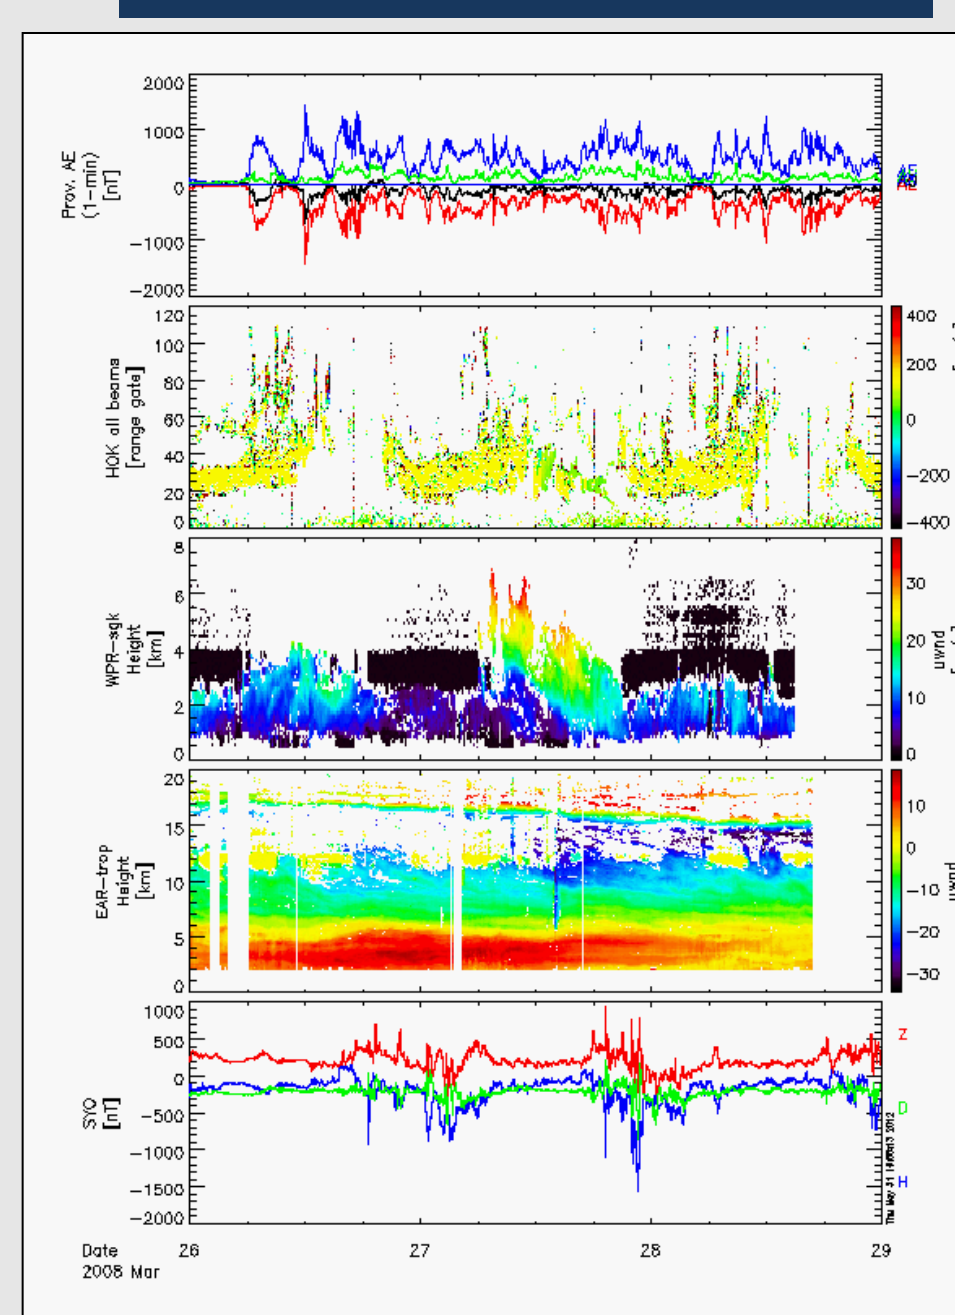 Prov. AE
(1-min)
[nT]
2000
1000
0
-1000
-2000
AE
HOK all beams
[range gate]
120
100
80
60
40
20
0
400
200
0
-200
-400
WPR-sgk
Height
[km]
8
6
4
2
0
30
20
10
0
uwnd
EAR-trop
Height
[km]
20
15
10
5
0
10
0
-10
-20
-30
uwnd
SYO
[nT]
1000
500
0
-500
-1000
-1500
-2000
Z
D
H
Date
2008 Mar
26
27
28
29